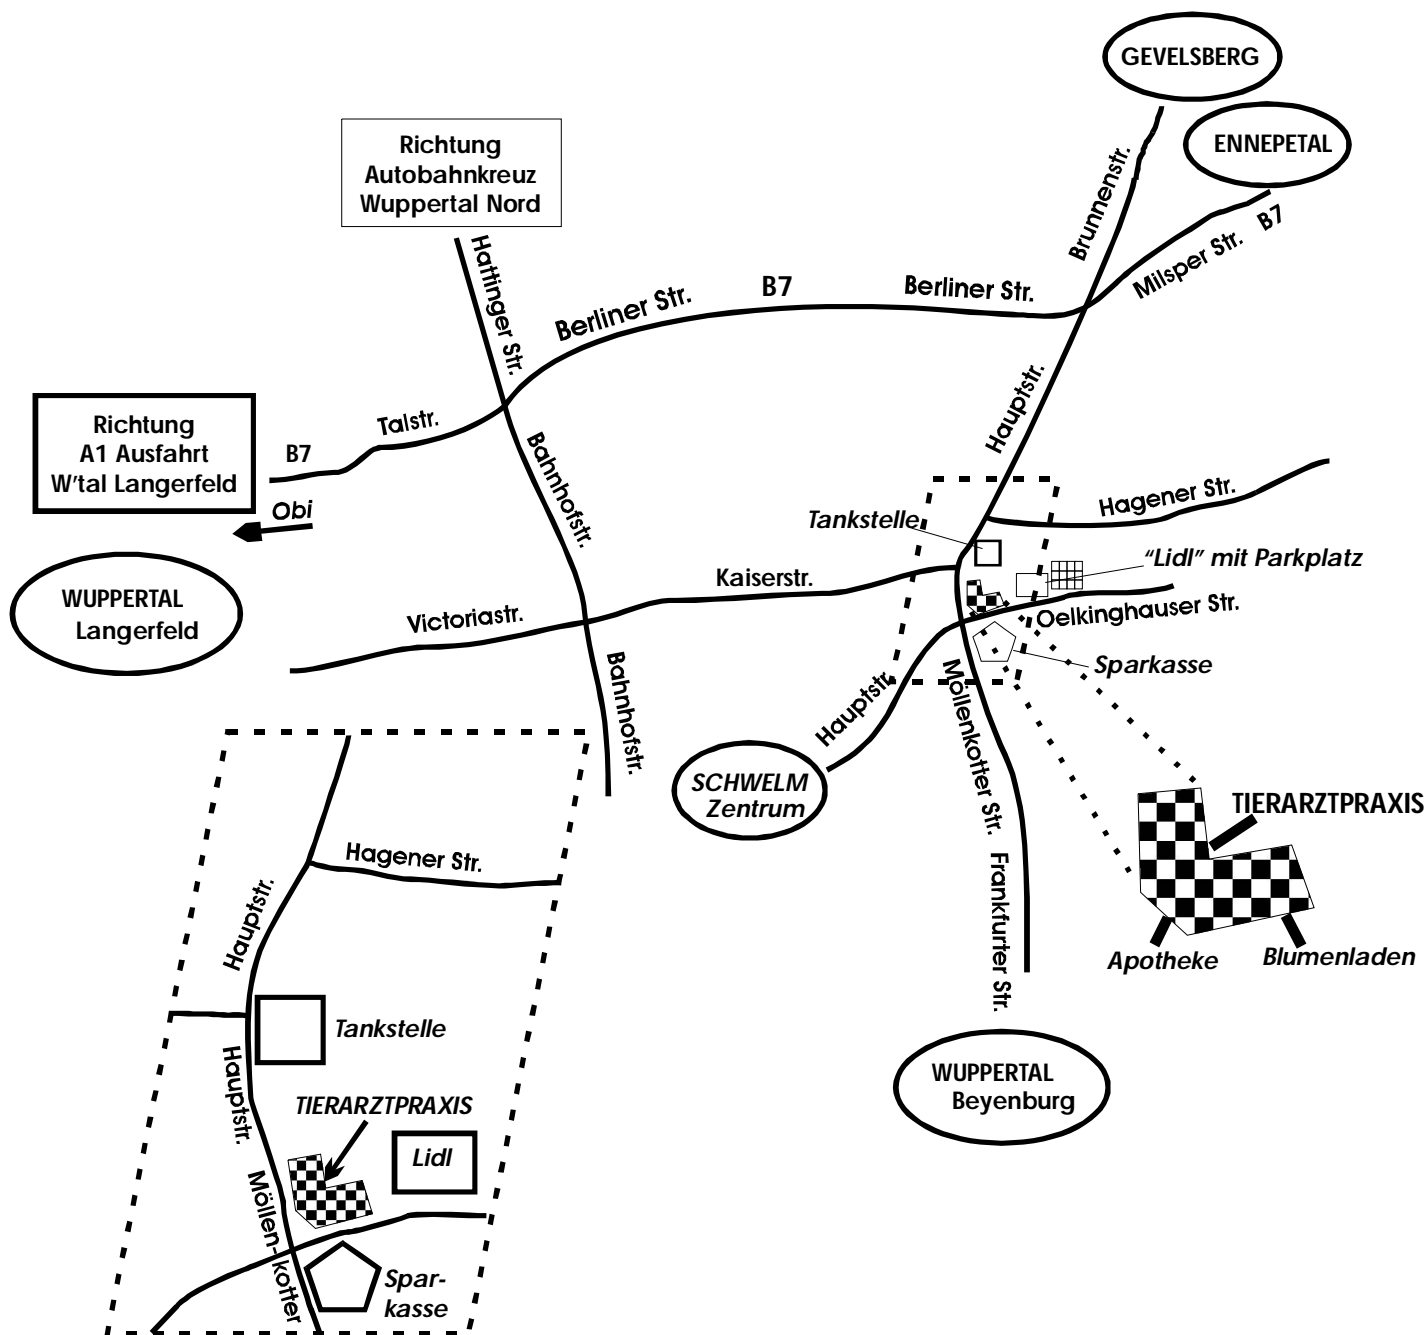 GEVELSBERG
ENNEPETAL
Richtung
Autobahnkreuz
Wuppertal Nord
Brunnenstr.
Milsper Str.
B7
Hattinger Str.
Berliner Str.
B7
Berliner Str.
Richtung
A1 Ausfahrt
W'tal Langerfeld
B7
Talstr.
Hauptstr.
Bahnhofstr.
Hagener Str.
Obi
Tankstelle
"Lidl" mit Parkplatz
WUPPERTAL
Langerfeld
Kaiserstr.
Victoriastr.
Oelkinghauser Str.
Sparkasse
Bahnhofstr.
Hauptstr.
Möllenkotter Str.
SCHWELM
Zentrum
TIERARZTPRAXIS
Apotheke
Blumenladen
Frankfurter Str.
WUPPERTAL
Beyenburg
Hagener Str.
Hauptstr.
Tankstelle
Hauptstr.
TIERARZTPRAXIS
Lidl
Möllen-kotter
Spar-
kasse